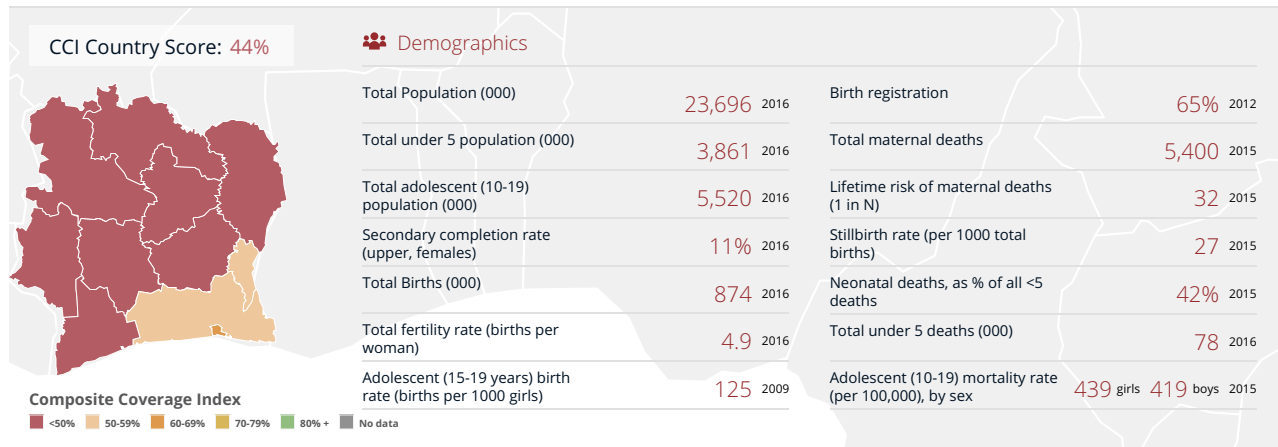 CCI Country Score: 44%
Composite Coverage Index
<50% 50-59% 60-69% 70-79% 80% + No data
Demographics
Total Population (000)
23,696 2016
Total under 5 population (000)
3,861 2016
Total adolescent (10-19)
population (000)
5,520 2016
Secondary completion rate
(upper, females)
11% 2016
Total Births (000)
874 2016
Total fertility rate (births per
woman)
4.9 2016
Adolescent (15-19 years) birth
rate (births per 1000 girls)
125 2009
Birth registration
65% 2012
Total maternal deaths
5,400 2015
Lifetime risk of maternal deaths
(1 in N)
32 2015
Stillbirth rate (per 1000 total
births)
27 2015
Neonatal deaths, as % of all <5
deaths
42% 2015
Total under 5 deaths (000)
78 2016
Adolescent (10-19) mortality rate
(per 100,000), by sex
439 girls 419 boys 2015